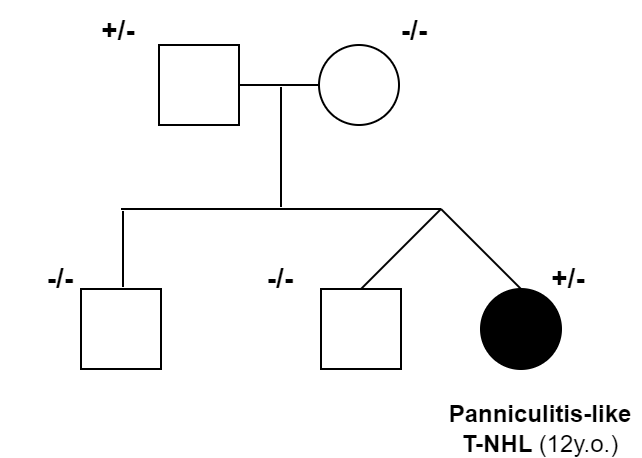 +/-
-/-
-/-
-/-
+/-
Panniculitis-like
T-NHL (12y.o.)